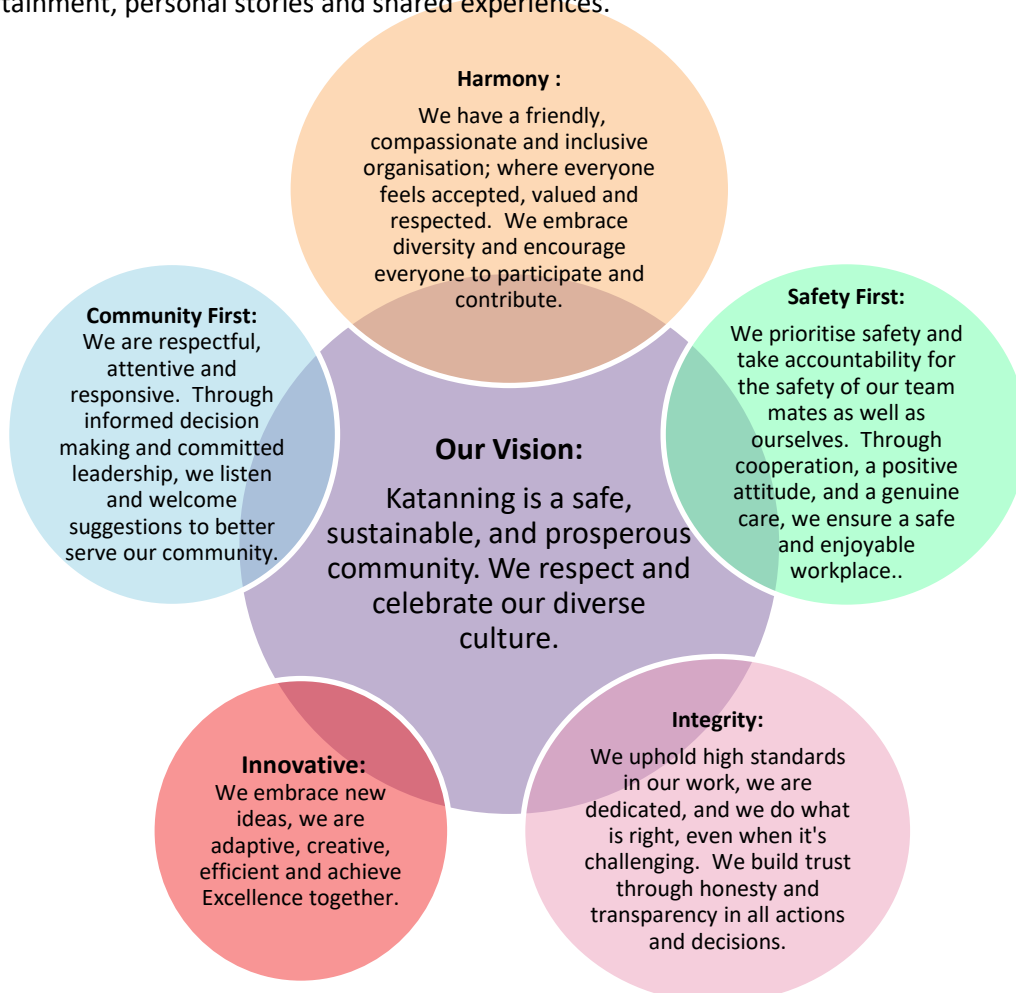 tainment, personal stories and shared experiences.
Harmony :
We have a friendly,
compassionate and inclusive
organisation; where everyone
feels accepted, valued and
respected.  We embrace
diversity and encourage
everyone to participate and
contribute.
Community First:
We are respectful,
attentive and
responsive.  Through
informed decision
making and committed
leadership, we listen
and welcome
suggestions to better
serve our community.
Safety First:
We prioritise safety and
take accountability for
the safety of our team
mates as well as
ourselves.  Through
cooperation, a positive
attitude, and a genuine
care, we ensure a safe
and enjoyable
workplace..
Our Vision:
Katanning is a safe,
sustainable, and prosperous
community. We respect and
celebrate our diverse
culture.
Innovative:
We embrace new
ideas, we are
adaptive, creative,
efficient and achieve
Excellence together.
Integrity:
We uphold high standards
in our work, we are
dedicated, and we do what
is right, even when it's
challenging.  We build trust
through honesty and
transparency in all actions
and decisions.